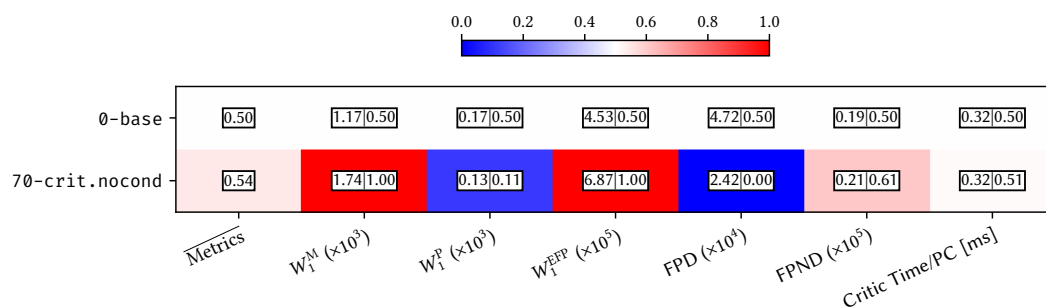 0.0 0.2 0.4 0.6 0.8 1.0
0-base 0.50 1.17|0.50 0.17|0.50 4.53|0.50 4.72|0.50 0.19|0.50 0.32|0.50
70-crit.nocond 0.54 1.74|1.00 0.13|0.11 6.87|1.00 2.42|0.00 0.21|0.61 0.32|0.51
Metrics W₁ᴹ (×10³) W₁ᴾ (×10³) W₁ᴱᶠᴾ (×10⁵) FPD (×10⁴) FPND (×10⁵) Critic Time/PC [ms]